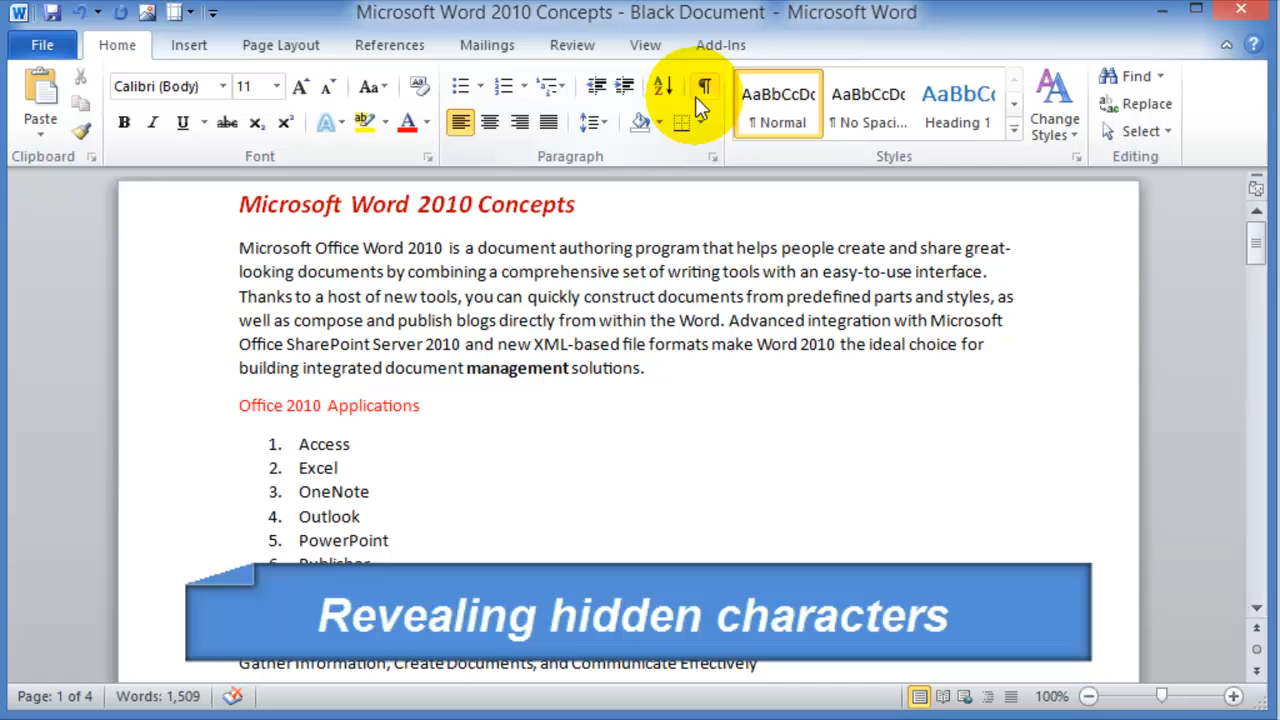 Microsoft Word 2010 Concepts - Black Document - Microsoft Word
File Home Insert Page Layout References Mailings Review View Add-Ins
Paste
Calibri (Body) 11
AaBbCcDc AaBbCcDc AaBbCc
¶ Normal ¶ No Spaci... Heading 1
Change
Styles
Find
Replace
Select
Clipboard Font Paragraph Styles Editing
Microsoft Word 2010 Concepts
Microsoft Office Word 2010 is a document authoring program that helps people create and share great-
looking documents by combining a comprehensive set of writing tools with an easy-to-use interface.
Thanks to a host of new tools, you can quickly construct documents from predefined parts and styles, as
well as compose and publish blogs directly from within the Word. Advanced integration with Microsoft
Office SharePoint Server 2010 and new XML-based file formats make Word 2010 the ideal choice for
building integrated document management solutions.
Office 2010 Applications
1. Access
2. Excel
3. OneNote
4. Outlook
5. PowerPoint
6. Publisher
Revealing hidden characters
Gather Information, Create Documents, and Communicate Effectively
Page: 1 of 4 Words: 1,509 100%